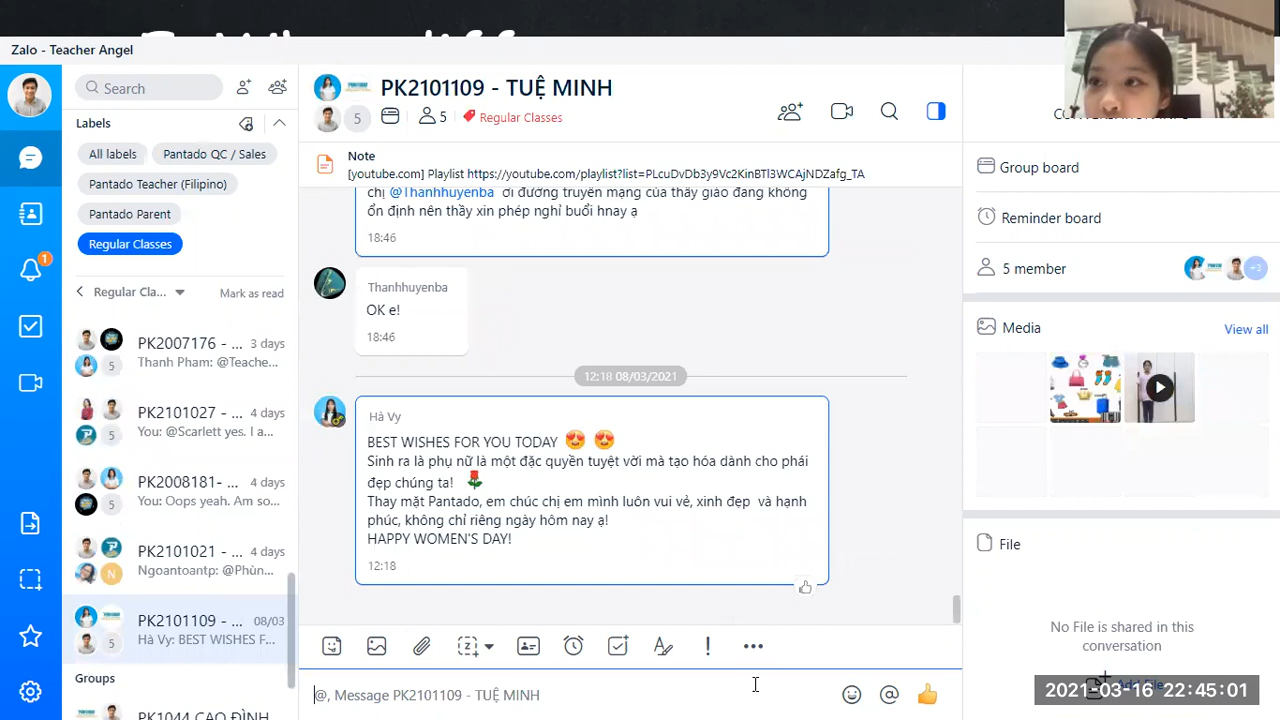 Zalo - Teacher Angel
Search
Labels
All labels
Pantado QC / Sales
Pantado Teacher (Filipino)
Pantado Parent
Regular Classes
Regular Cla...
Mark as read
PK2007176 - ...
3 days
Thanh Pham: @Teache...
5
PK2101027 - ...
4 days
You: @Scarlett yes. I a...
5
PK2008181- ...
4 days
You: Oops yeah. Am so...
5
PK2101021 - ...
4 days
Ngoantoantp: @Phùn...
N
PK2101109 - ...
08/03
Hà Vy: BEST WISHES F...
5
Groups
PK1044 CAO ĐÌNH
1
PK2101109 - TUỆ MINH
5
5
Regular Classes
Note
[youtube.com] Playlist https://youtube.com/playlist?list=PLcuDvDb3y9Vc2KinBTl3WCAjNDZafg_TA
chị @Thanhhuyenba ơi đường truyền mạng của thầy giáo đang không
ổn định nên thầy xin phép nghỉ buổi hnay ạ
18:46
Thanhhuyenba
OK e!
18:46
12:18 08/03/2021
Hà Vy
BEST WISHES FOR YOU TODAY
Sinh ra là phụ nữ là một đặc quyền tuyệt vời mà tạo hóa dành cho phái
đẹp chúng ta!
Thay mặt Pantado, em chúc chị em mình luôn vui vẻ, xinh đẹp và hạnh
phúc, không chỉ riêng ngày hôm nay ạ!
HAPPY WOMEN'S DAY!
12:18
@, Message PK2101109 - TUỆ MINH
Group board
Reminder board
5 member
+3
Media
View all
File
No File is shared in this
conversation
Add File
2021-03-16 22:45:01